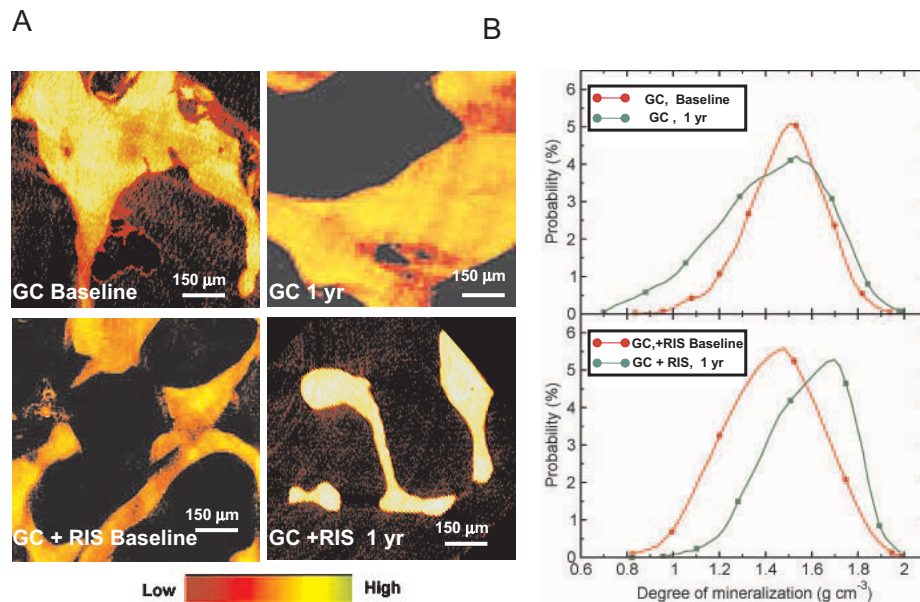 A
GC Baseline
150 µm
GC 1 yr
150 µm
GC + RIS Baseline
150 µm
GC +RIS 1 yr
150 µm
Low
High
B
GC, Baseline
GC , 1 yr
Probability (%)
6
5
4
3
2
1
0
GC,+RIS Baseline
GC + RIS, 1 yr
Probability (%)
6
5
4
3
2
1
0
0.6 0.8 1 1.2 1.4 1.6 1.8 2
Degree of mineralization (g cm⁻³)